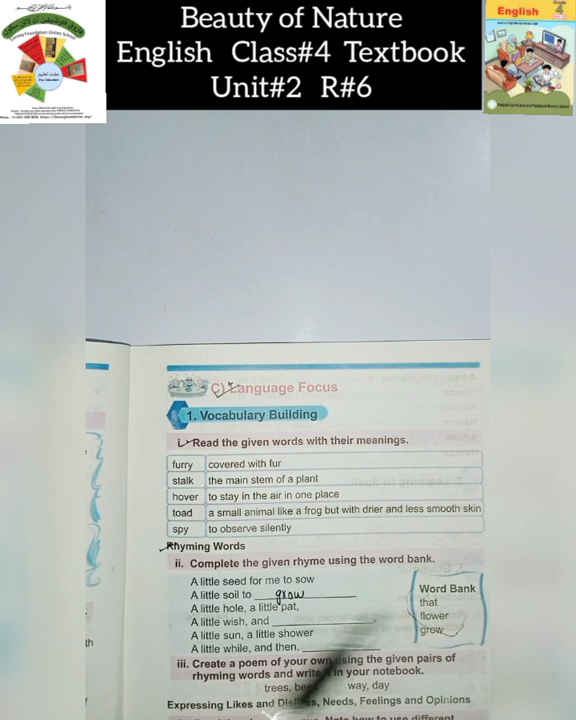 Beauty of Nature
English Class#4 Textbook
Unit#2 R#6
English
4
C) Language Focus
1. Vocabulary Building
i. Read the given words with their meanings.
furry covered with fur
stalk the main stem of a plant
hover to stay in the air in one place
toad a small animal like a frog but with drier and less smooth skin
spy to observe silently
Rhyming Words
ii. Complete the given rhyme using the word bank.
A little seed for me to sow
A little soil to grow
A little hole, a little pat,
A little wish, and
A little sun, a little shower
A little while, and then,
Word Bank
that
flower
grow
iii. Create a poem of your own using the given pairs of
rhyming words and write in your notebook.
trees, way, day
Expressing Likes and Needs, Feelings and Opinions